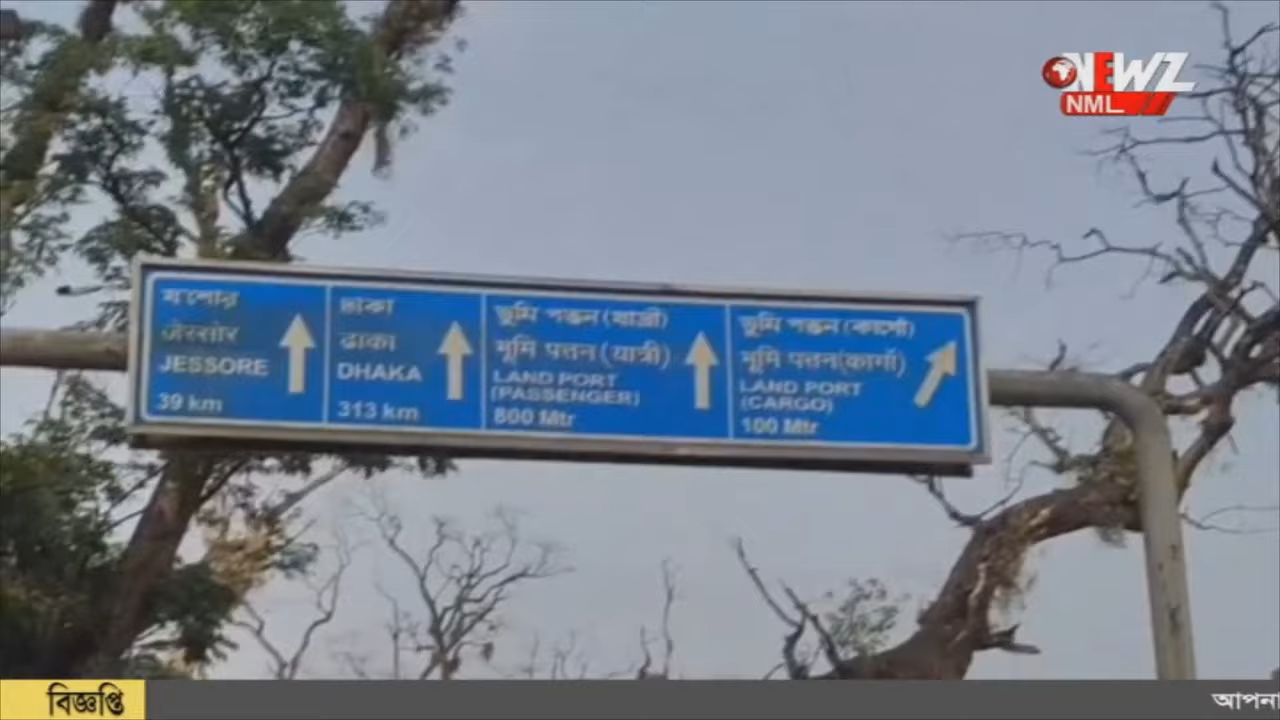 NEWZ
NML
যশোর
जेस्सोर
JESSORE
39 km
ঢাকা
ढाका
DHAKA
313 km
ভূমি পত্তন (যাত্রী)
भूमि पत्तन (यात्री)
LAND PORT
(PASSENGER)
800 Mtr
ভূমি পত্তন (কার্গো)
भूमि पत्तन(कार्गो)
LAND PORT
(CARGO)
100 Mtr
বিজ্ঞপ্তি
আপনা